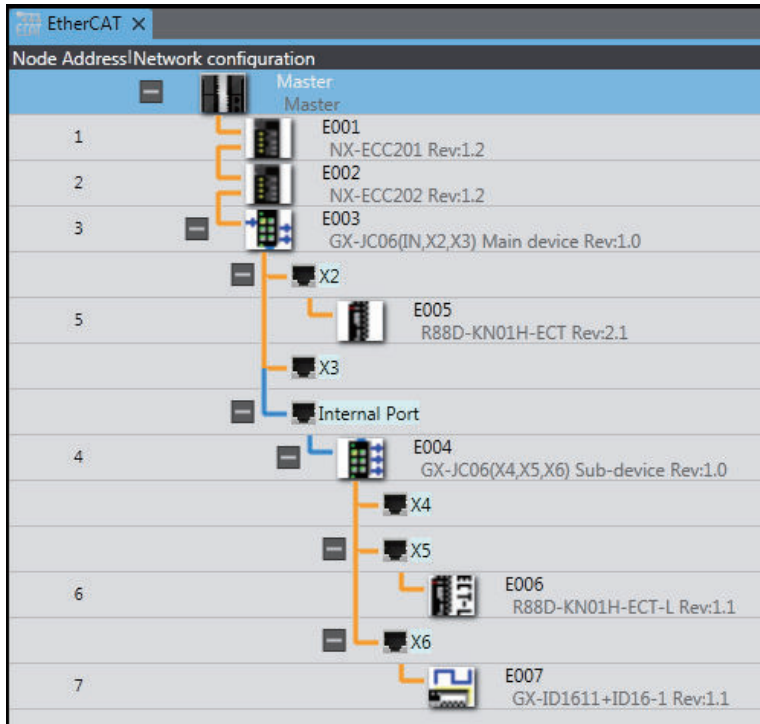 EtherCAT
Node Address|Network configuration
Master
Master
1
E001
NX-ECC201 Rev:1.2
2
E002
NX-ECC202 Rev:1.2
3
E003
GX-JC06(IN,X2,X3) Main device Rev:1.0
X2
5
E005
R88D-KN01H-ECT Rev:2.1
X3
Internal Port
4
E004
GX-JC06(X4,X5,X6) Sub-device Rev:1.0
X4
X5
6
ECT-L
E006
R88D-KN01H-ECT-L Rev:1.1
X6
7
E007
GX-ID1611+ID16-1 Rev:1.1